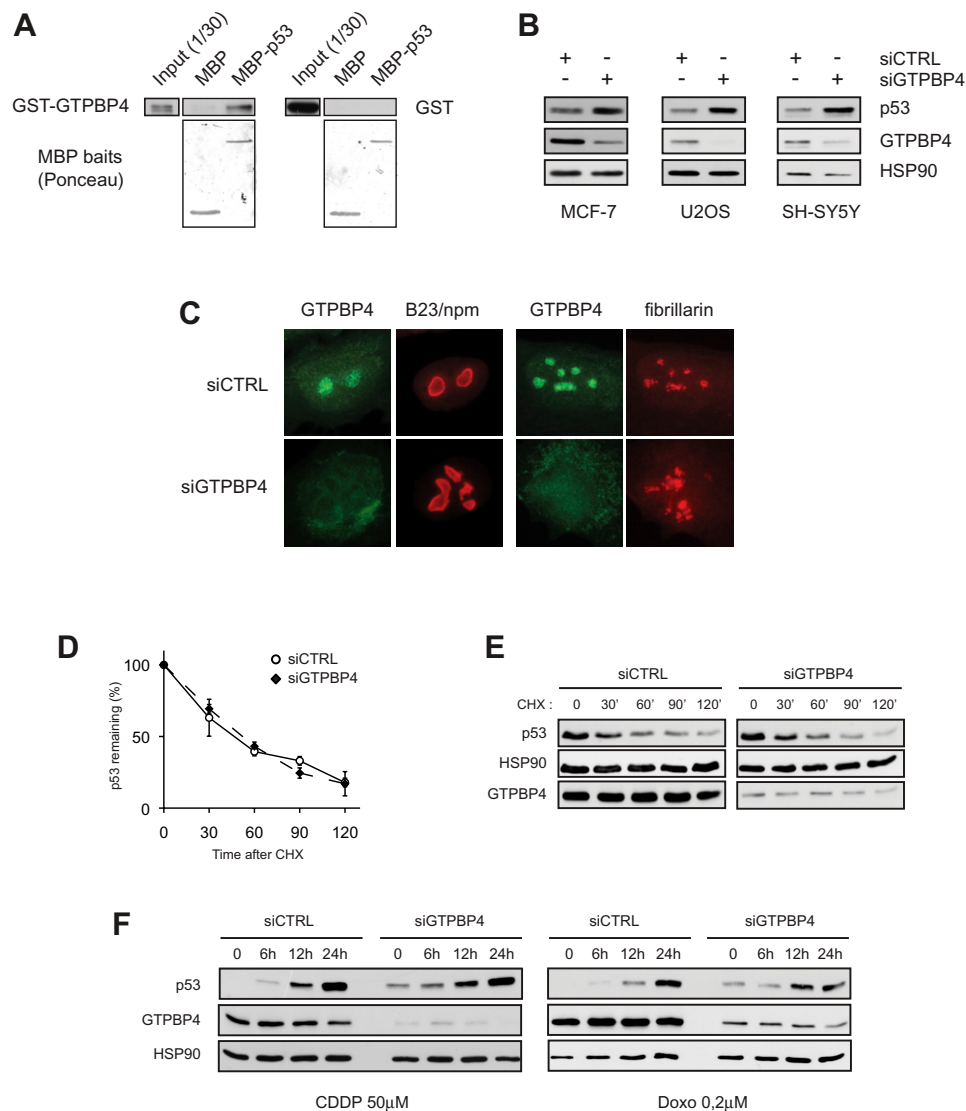 A
Input (1/30) MBP MBP-p53 Input (1/30) MBP MBP-p53
GST-GTPBP4 GST
MBP baits
(Ponceau)
B
+ - + - + - siCTRL
- + - + - + siGTPBP4
p53
GTPBP4
HSP90
MCF-7 U2OS SH-SY5Y
C
GTPBP4 B23/npm GTPBP4 fibrillarin
siCTRL
siGTPBP4
D
siCTRL
siGTPBP4
p53 remaining (%)
100
50
0
0 30 60 90 120
Time after CHX
E
siCTRL siGTPBP4
CHX : 0 30' 60' 90' 120' 0 30' 60' 90' 120'
p53
HSP90
GTPBP4
F
siCTRL siGTPBP4 siCTRL siGTPBP4
0 6h 12h 24h 0 6h 12h 24h 0 6h 12h 24h 0 6h 12h 24h
p53
GTPBP4
HSP90
CDDP 50µM Doxo 0,2µM